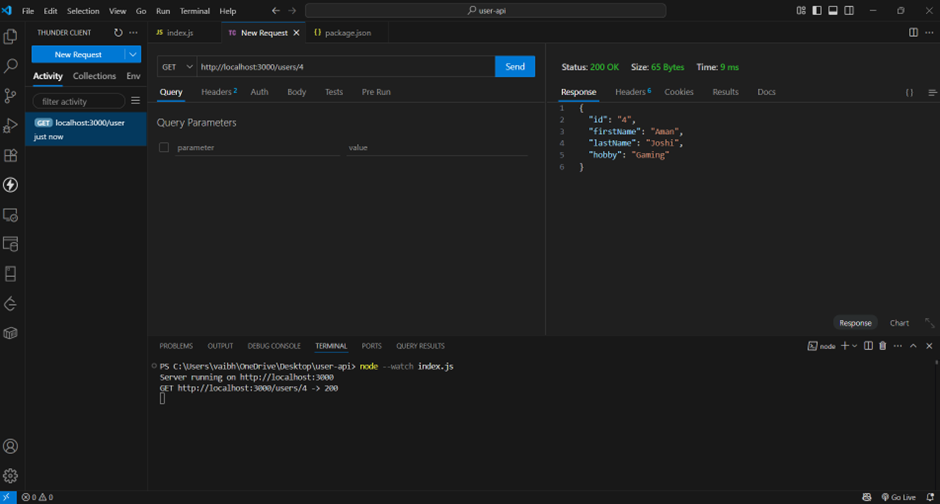 File Edit Selection View Go Run Terminal Help
user-api
THUNDER CLIENT
New Request
Activity Collections Env
filter activity
GET localhost:3000/user
just now
JS index.js
TC New Request
{} package.json
GET http://localhost:3000/users/4 Send
Query Headers 2 Auth Body Tests Pre Run
Query Parameters
parameter value
Status: 200 OK Size: 65 Bytes Time: 9 ms
Response Headers 6 Cookies Results Docs {}
1 {
2 "id": "4",
3 "firstName": "Aman",
4 "lastName": "Joshi",
5 "hobby": "Gaming"
6 }
Response Chart
PROBLEMS OUTPUT DEBUG CONSOLE TERMINAL PORTS QUERY RESULTS
node
PS C:\Users\vaibh\OneDrive\Desktop\user-api> node --watch index.js
Server running on http://localhost:3000
GET http://localhost:3000/users/4 -> 200
0 0
Go Live